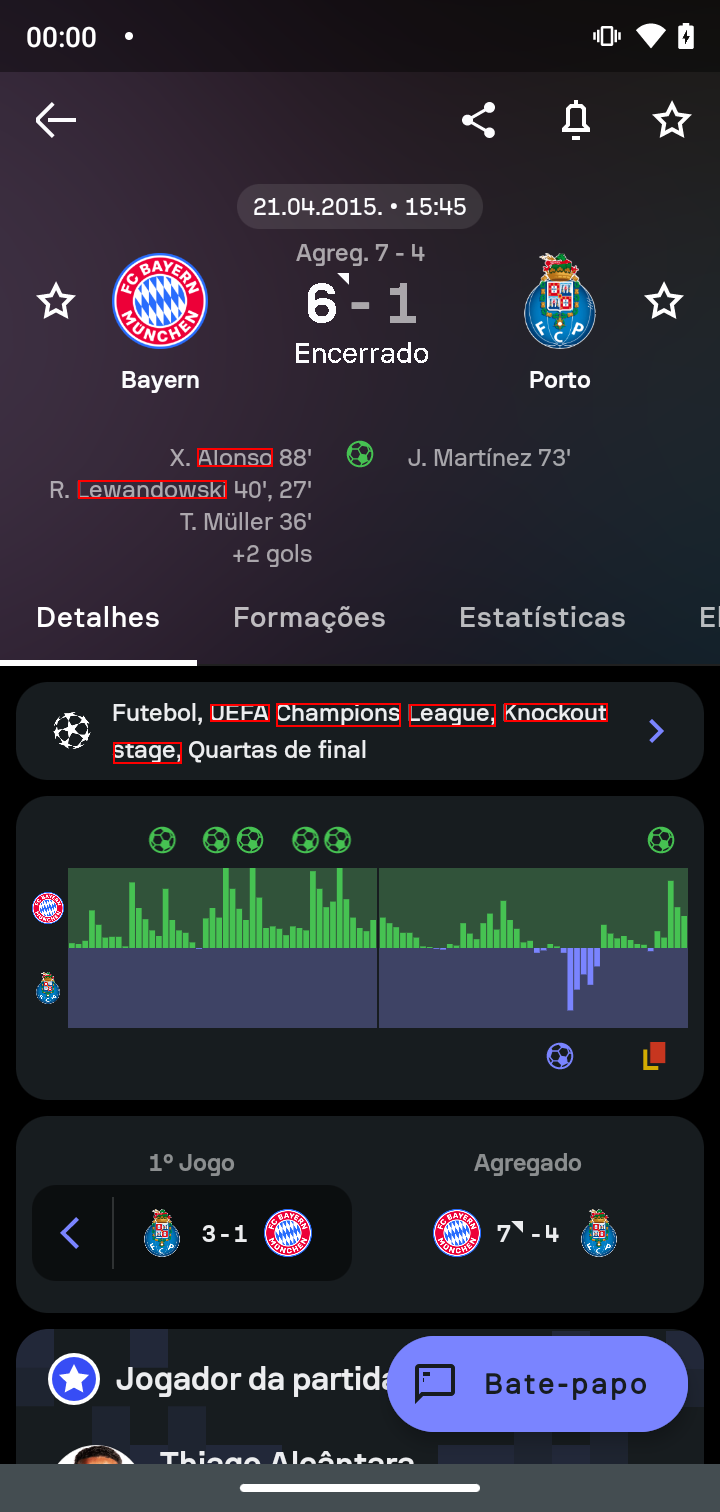 00:00
21.04.2015. • 15:45
Agreg. 7 - 4
6 - 1
Encerrado
Bayern
Porto
X. Alonso 88'
J. Martínez 73'
R. Lewandowski 40', 27'
T. Müller 36'
+2 gols
Detalhes
Formações
Estatísticas
Futebol, UEFA Champions League, Knockout
stage, Quartas de final
1º Jogo
Agregado
3 - 1
7 - 4
Jogador da partida
Bate-papo
Thiago Alcântara